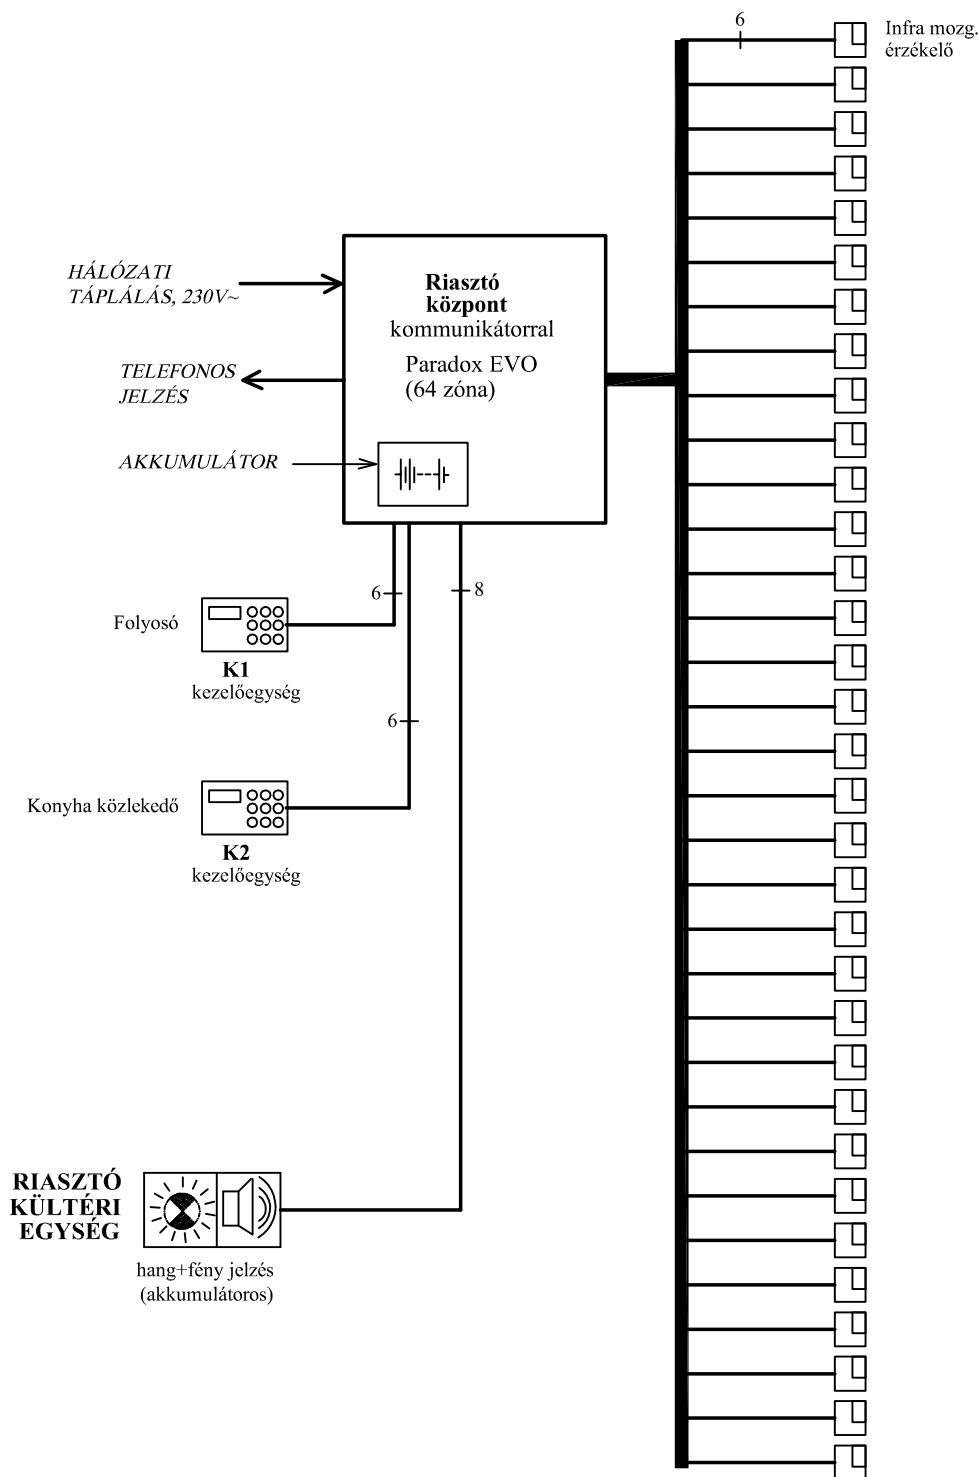 6
Infra mozg.
érzékelő
HÁLÓZATI
TÁPLÁLÁS, 230V~
TELEFONOS
JELZÉS
AKKUMULÁTOR
Riasztó
központ
kommunikátorral
Paradox EVO
(64 zóna)
6
8
Folyosó
K1
kezelőegység
6
Konyha közlekedő
K2
kezelőegység
RIASZTÓ
KÜLTÉRI
EGYSÉG
hang+fény jelzés
(akkumulátoros)